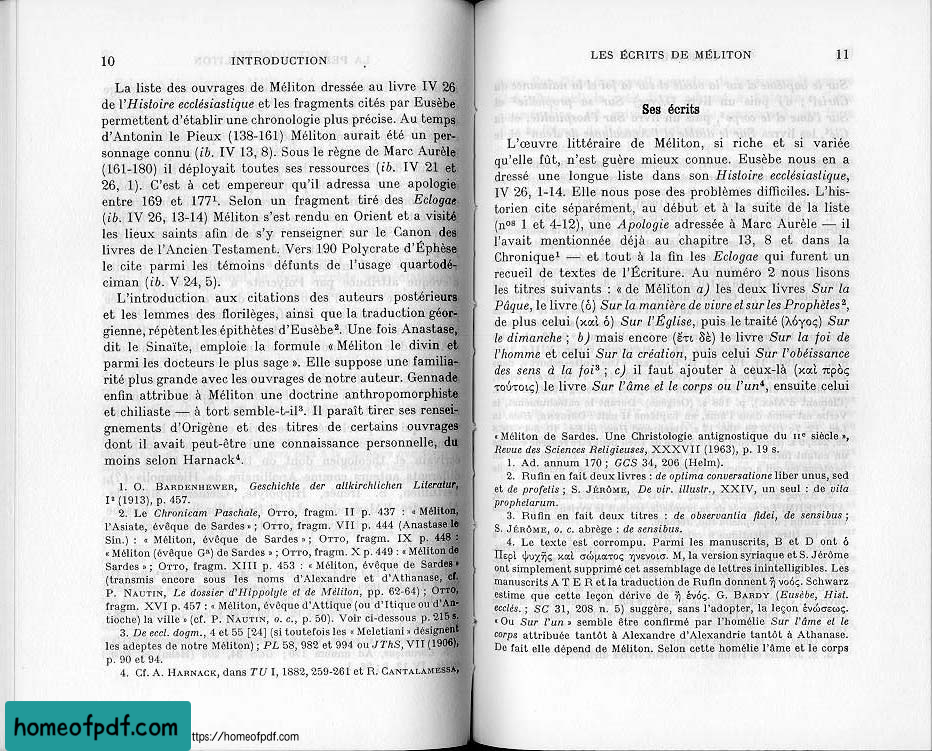 10 INTRODUCTION
La liste des ouvrages de Méliton dressée au livre IV 26
de l'Histoire ecclésiastique et les fragments cités par Eusèbe
permettent d'établir une chronologie plus précise. Au temps
d'Antonin le Pieux (138-161) Méliton aurait été un per-
sonnage connu (ib. IV 13, 8). Sous le règne de Marc Aurèle
(161-180) il déployait toutes ses ressources (ib. IV 21 et
26, 1). C'est à cet empereur qu'il adressa une apologie
entre 169 et 177¹. Selon un fragment tiré des Eclogae
(ib. IV 26, 13-14) Méliton s'est rendu en Orient et a visité
les lieux saints afin de s'y renseigner sur le Canon des
livres de l'Ancien Testament. Vers 190 Polycrate d'Éphèse
le cite parmi les témoins défunts de l'usage quartodé-
ciman (ib. V 24, 5).
L'introduction aux citations des auteurs postérieurs
et les lemmes des florilèges, ainsi que la traduction géor-
gienne, répètent les épithètes d'Eusèbe². Une fois Anastase,
dit le Sinaïte, emploie la formule « Méliton le divin et
parmi les docteurs le plus sage ». Elle suppose une familia-
rité plus grande avec les ouvrages de notre auteur. Gennade
enfin attribue à Méliton une doctrine anthropomorphiste
et chiliaste — à tort semble-t-il³. Il paraît tirer ses rensei-
gnements d'Origène et des titres de certains ouvrages
dont il avait peut-être une connaissance personnelle, du
moins selon Harnack⁴.
1. O. BARDENHEWER, Geschichte der altkirchlichen Literatur,
I² (1913), p. 457.
2. Le Chronicam Paschale, OTTO, fragm. II p. 437 : « Méliton,
l'Asiate, évêque de Sardes » ; OTTO, fragm. VII p. 444 (Anastase le
Sin.) : « Méliton, évêque de Sardes » ; OTTO, fragm. IX p. 448 :
« Méliton (évêque Gª) de Sardes » ; OTTO, fragm. X p. 449 : « Méliton de
Sardes » ; OTTO, fragm. XIII p. 453 : « Méliton, évêque de Sardes »
(transmis encore sous les noms d'Alexandre et d'Athanase, cf.
P. NAUTIN, Le dossier d'Hippolyte et de Méliton, pp. 62-64) ; OTTO,
fragm. XVI p. 457 : « Méliton, évêque d'Attique (ou d'Itique ou d'An-
tioche) la ville » (cf. P. NAUTIN, o. c., p. 50). Voir ci-dessous p. 215 s.
3. De eccl. dogm., 4 et 55 [24] (si toutefois les « Meletiani » désignent
les adeptes de notre Méliton) ; PL 58, 982 et 994 ou JThS, VII (1906),
p. 90 et 94.
4. Cf. A. HARNACK, dans TU I, 1882, 259-261 et R. CANTALAMESSA,
LES ÉCRITS DE MÉLITON 11
Ses écrits
L'œuvre littéraire de Méliton, si riche et si variée
qu'elle fût, n'est guère mieux connue. Eusèbe nous en a
dressé une longue liste dans son Histoire ecclésiastique,
IV 26, 1-14. Elle nous pose des problèmes difficiles. L'his-
torien cite séparément, au début et à la suite de la liste
(nᵒˢ 1 et 4-12), une Apologie adressée à Marc Aurèle — il
l'avait mentionnée déjà au chapitre 13, 8 et dans la
Chronique¹ — et tout à la fin les Eclogae qui furent un
recueil de textes de l'Écriture. Au numéro 2 nous lisons
les titres suivants : « de Méliton a) les deux livres Sur la
Pâque, le livre (ὁ) Sur la manière de vivre et sur les Prophètes²,
de plus celui (καὶ ὁ) Sur l'Église, puis le traité (λόγος) Sur
le dimanche ; b) mais encore (ἔτι δὲ) le livre Sur la foi de
l'homme et celui Sur la création, puis celui Sur l'obéissance
des sens à la foi³ ; c) il faut ajouter à ceux-là (καὶ πρὸς
τούτοις) le livre Sur l'âme et le corps ou l'un⁴, ensuite celui
« Méliton de Sardes. Une Christologie antignostique du IIᵉ siècle »,
Revue des Sciences Religieuses, XXXVII (1963), p. 19 s.
1. Ad. annum 170 ; GCS 34, 206 (Helm).
2. Rufin en fait deux livres : de optima conversatione liber unus, sed
et de profetis ; S. JÉRÔME, De vir. illustr., XXIV, un seul : de vita
prophetarum.
3. Rufin en fait deux titres : de observantia fidei, de sensibus ;
S. JÉRÔME, o. c. abrège : de sensibus.
4. Le texte est corrompu. Parmi les manuscrits, B et D ont ὁ
Περὶ ψυχῆς καὶ σώματος ηνενοισ. M, la version syriaque et S. Jérôme
ont simplement supprimé cet assemblage de lettres inintelligibles. Les
manuscrits A T E R et la traduction de Rufin donnent ἢ νοός. Schwarz
estime que cette leçon dérive de ἢ ἑνός. G. BARDY (Eusèbe, Hist.
ecclés. ; SC 31, 208 n. 5) suggère, sans l'adopter, la leçon ἑνώσεως.
« Ou Sur l'un » semble être confirmé par l'homélie Sur l'âme et le
corps attribuée tantôt à Alexandre d'Alexandrie tantôt à Athanase.
De fait elle dépend de Méliton. Selon cette homélie l'âme et le corps
homeofpdf.com
ttps://homeofpdf.com